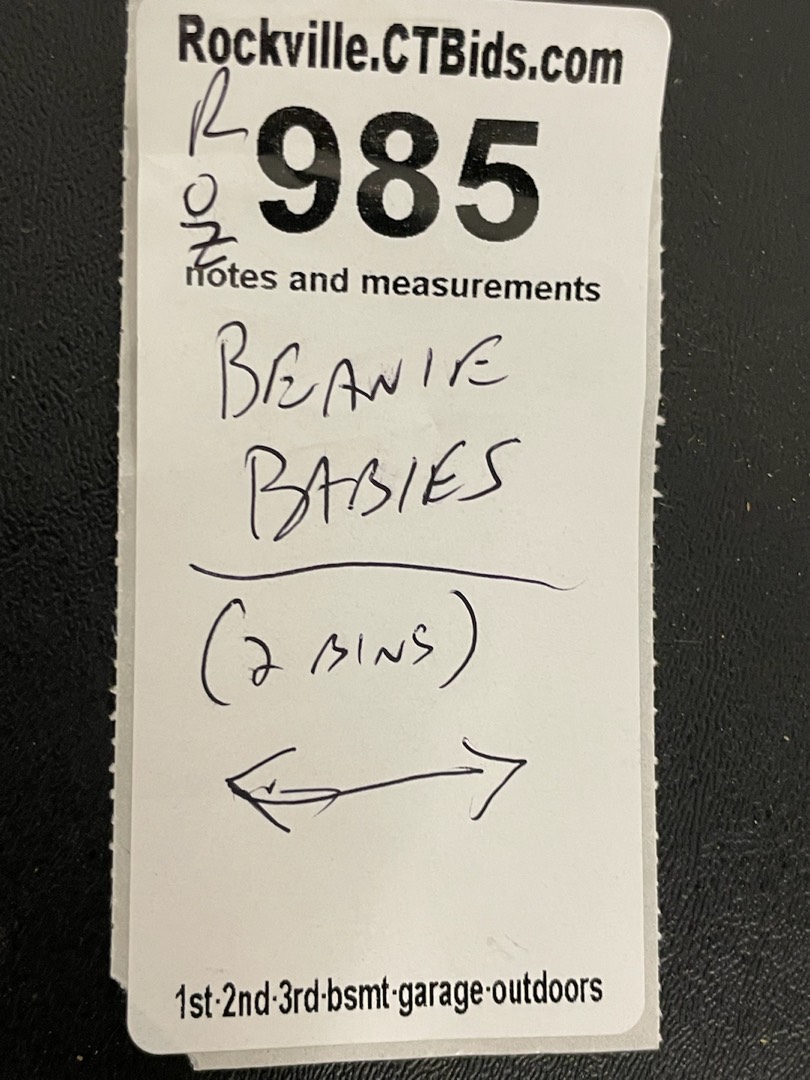 Rockville.CTBids.com
ROZ
985
notes and measurements
BEANIE
BABIES
(2 BINS)
1st·2nd·3rd·bsmt·garage·outdoors